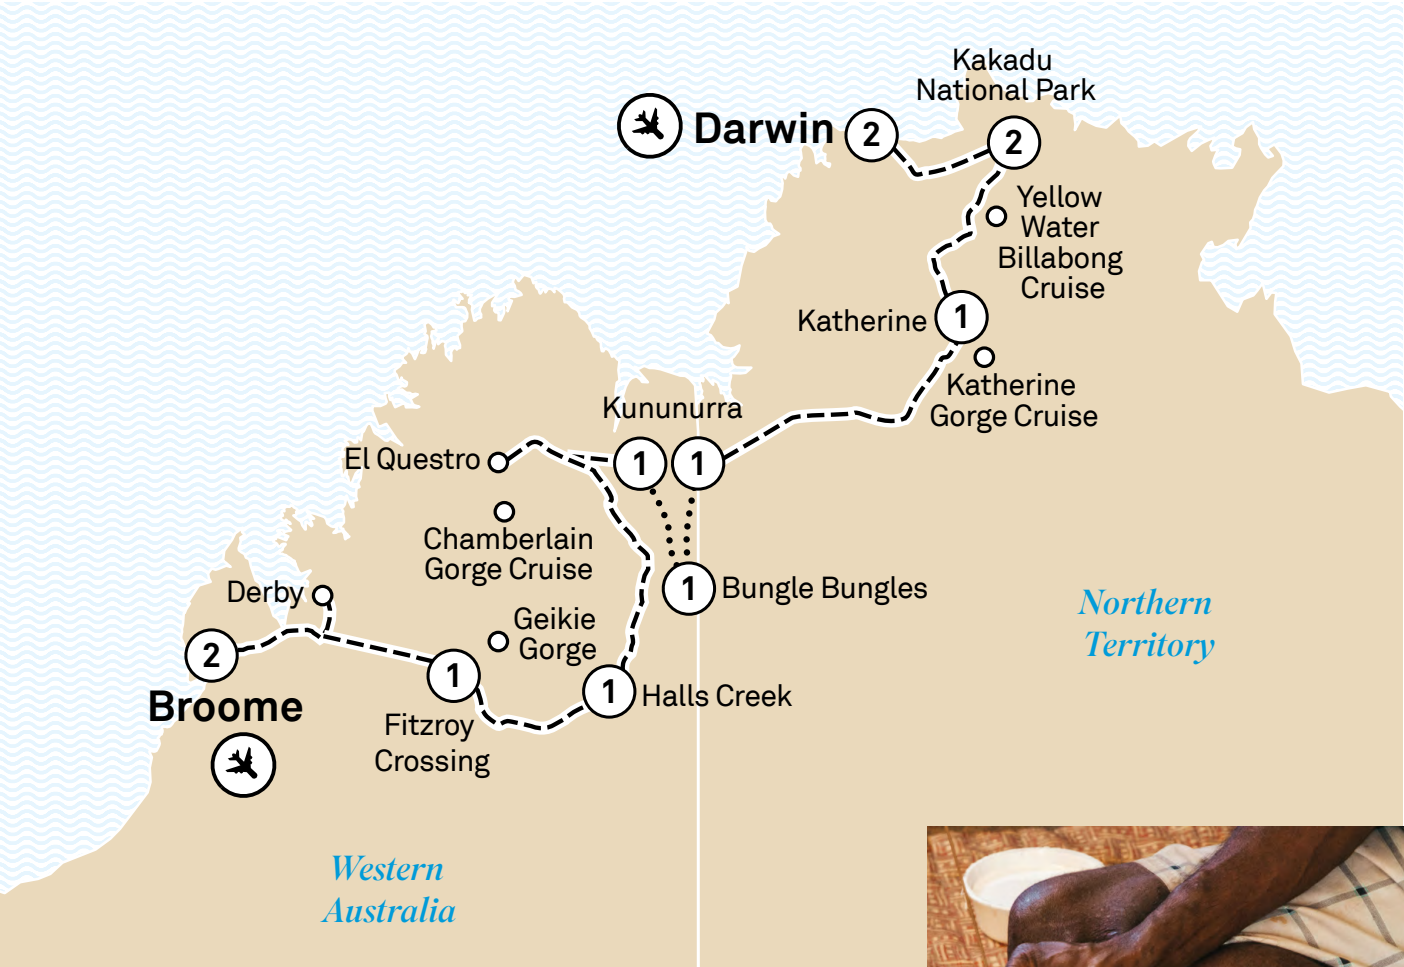 Kakadu
National Park
Darwin
2
2
Yellow
Water
Billabong
Cruise
Katherine
1
Katherine
Gorge Cruise
Kununurra
El Questro
1
1
Chamberlain
Gorge Cruise
Derby
1
Bungle Bungles
Northern
Territory
Geikie
Gorge
2
1
1
Halls Creek
Broome
Fitzroy
Crossing
Western
Australia